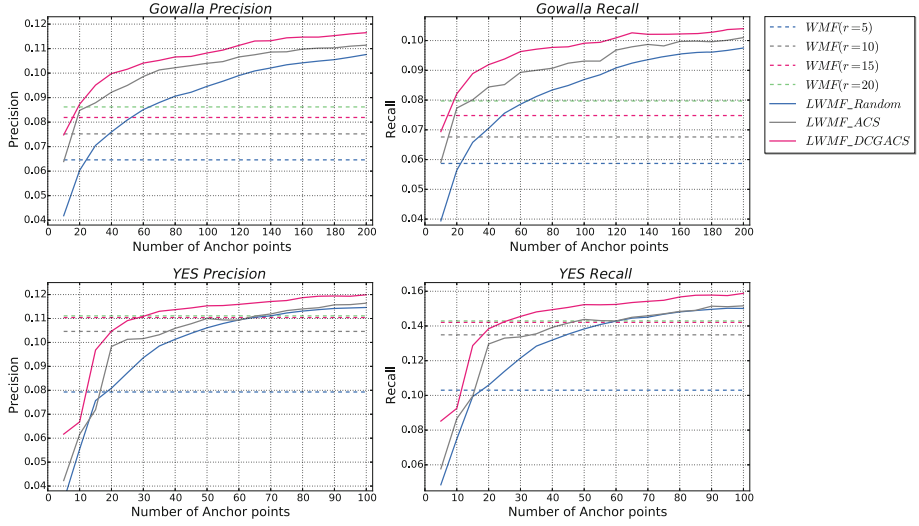 Gowalla Precision
0.12
0.11
0.10
0.09
0.08
0.07
0.06
0.05
0.04
Precision
0 20 40 60 80 100 120 140 160 180 200
Number of Anchor points
Gowalla Recall
0.10
0.09
0.08
0.07
0.06
0.05
0.04
Recall
0 20 40 60 80 100 120 140 160 180 200
Number of Anchor points
WMF(r=5)
WMF(r=10)
WMF(r=15)
WMF(r=20)
LWMF_Random
LWMF_ACS
LWMF_DCGACS
YES Precision
0.12
0.11
0.10
0.09
0.08
0.07
0.06
0.05
0.04
Precision
0 10 20 30 40 50 60 70 80 90 100
Number of Anchor points
YES Recall
0.16
0.14
0.12
0.10
0.08
0.06
Recall
0 10 20 30 40 50 60 70 80 90 100
Number of Anchor points